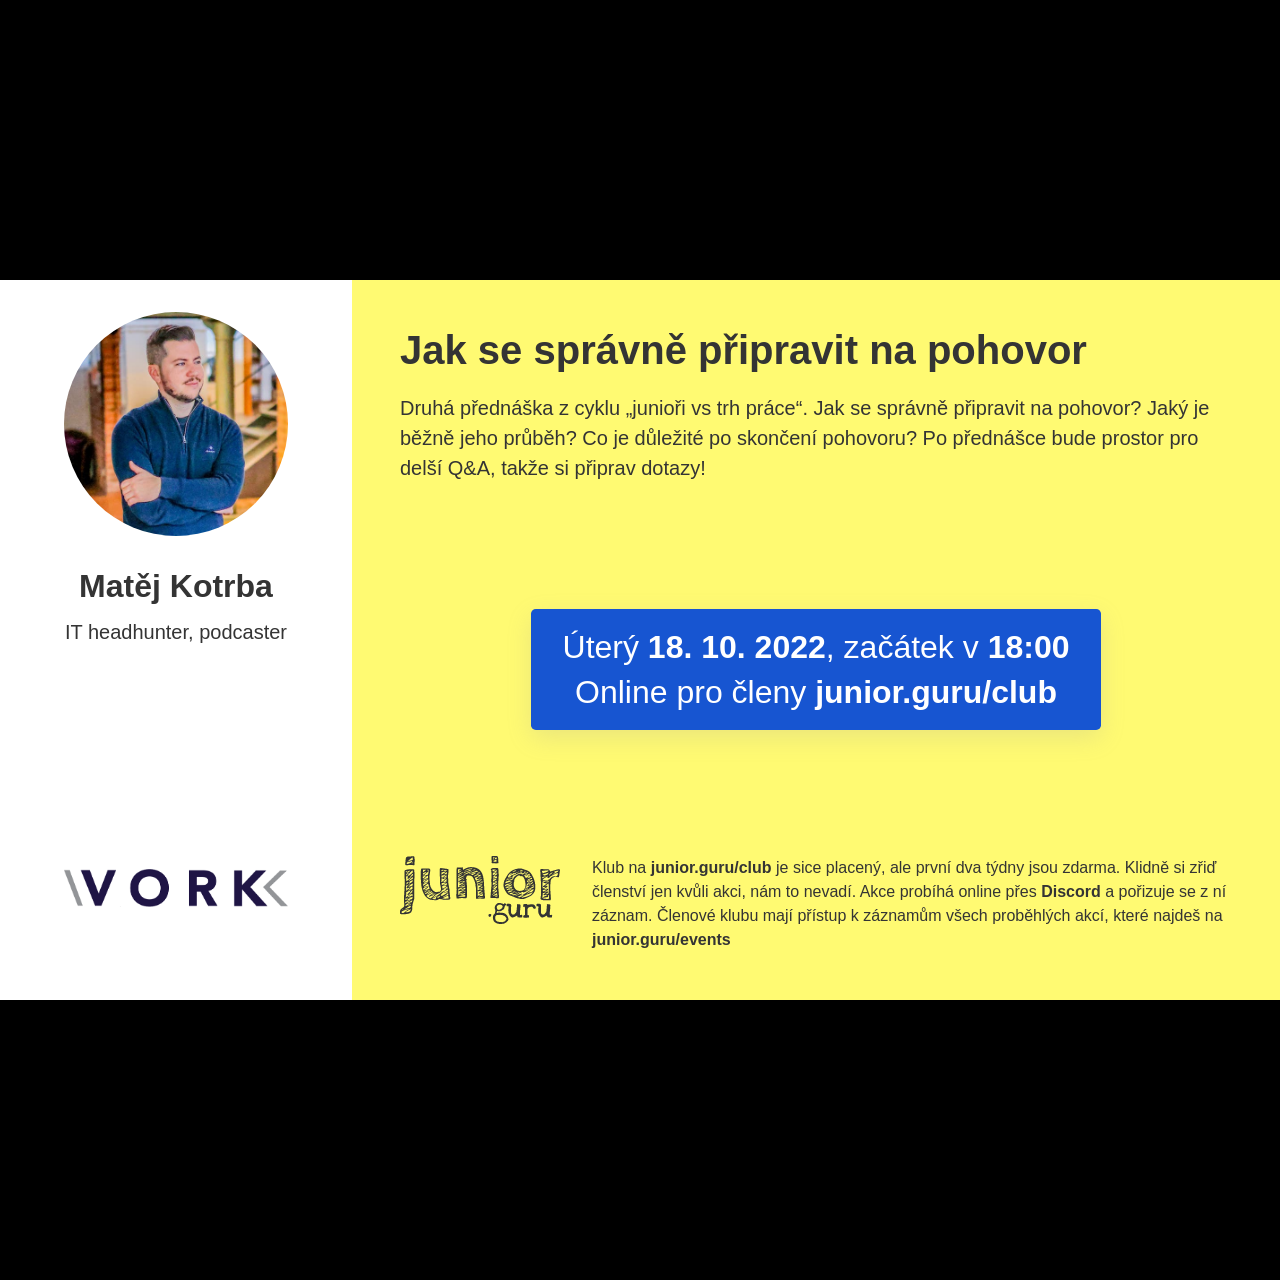 Jak se správně připravit na pohovor
Druhá přednáška z cyklu „junioři vs trh práce“. Jak se správně připravit na pohovor? Jaký je
běžně jeho průběh? Co je důležité po skončení pohovoru? Po přednášce bude prostor pro
delší Q&A, takže si připrav dotazy!
Matěj Kotrba
IT headhunter, podcaster
Úterý 18. 10. 2022, začátek v 18:00
Online pro členy junior.guru/club
VORK
junior
.guru
Klub na junior.guru/club je sice placený, ale první dva týdny jsou zdarma. Klidně si zřiď
členství jen kvůli akci, nám to nevadí. Akce probíhá online přes Discord a pořizuje se z ní
záznam. Členové klubu mají přístup k záznamům všech proběhlých akcí, které najdeš na
junior.guru/events